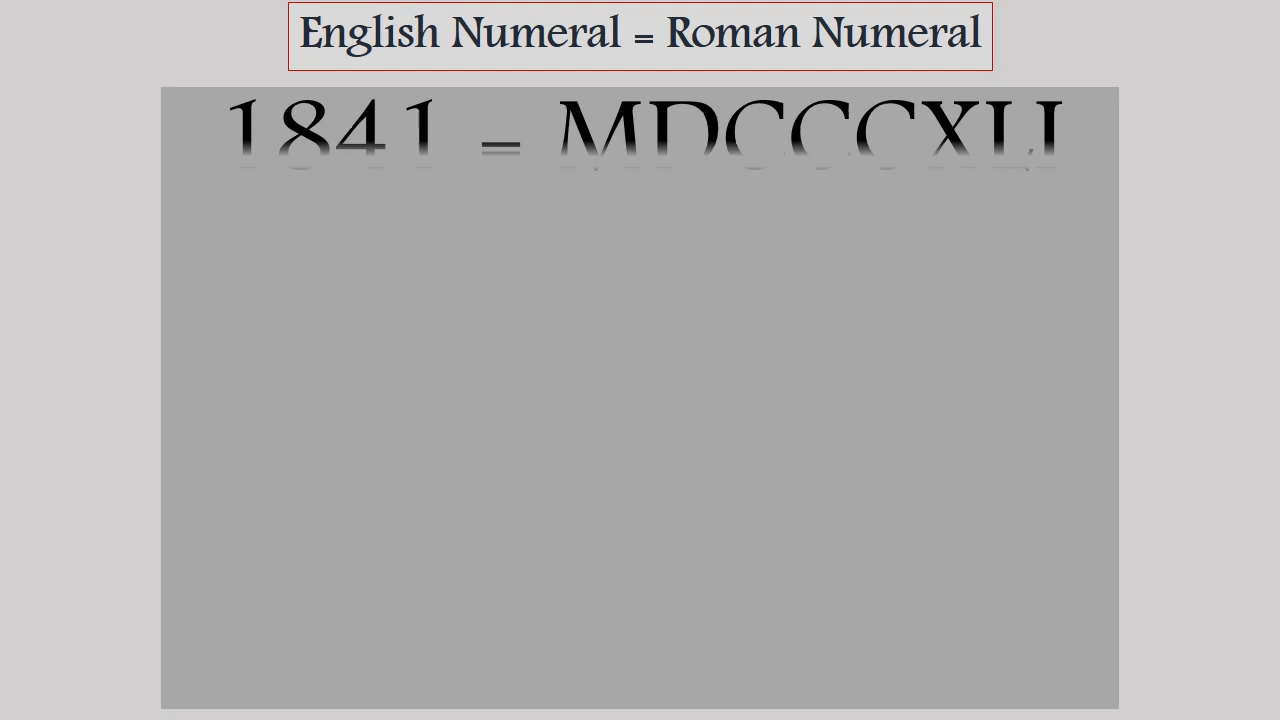 English Numeral = Roman Numeral
1841 = MDCCCXLI